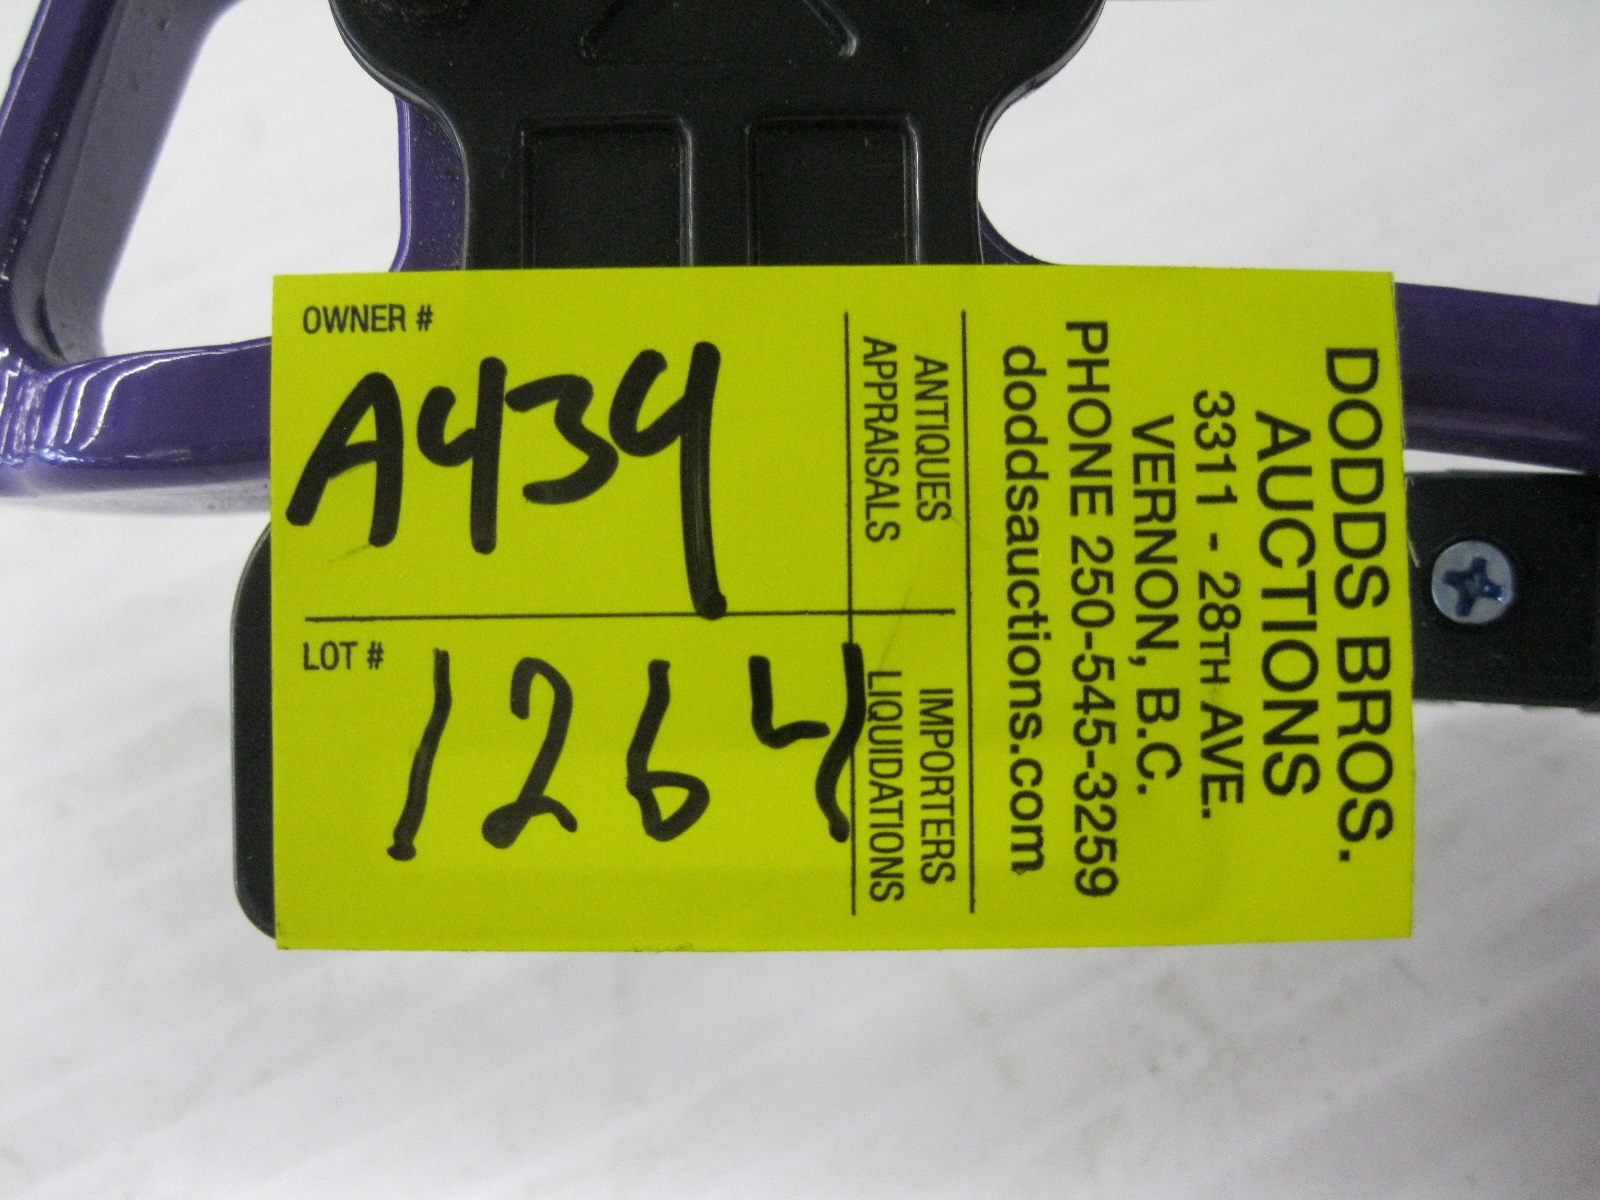 OWNER #
A434
LOT #
1264
ANTIQUES
APPRAISALS
IMPORTERS
LIQUIDATIONS
DODDS BROS.
AUCTIONS
3311 - 28TH AVE.
VERNON, B.C.
PHONE 250-545-3259
doddsauctions.com